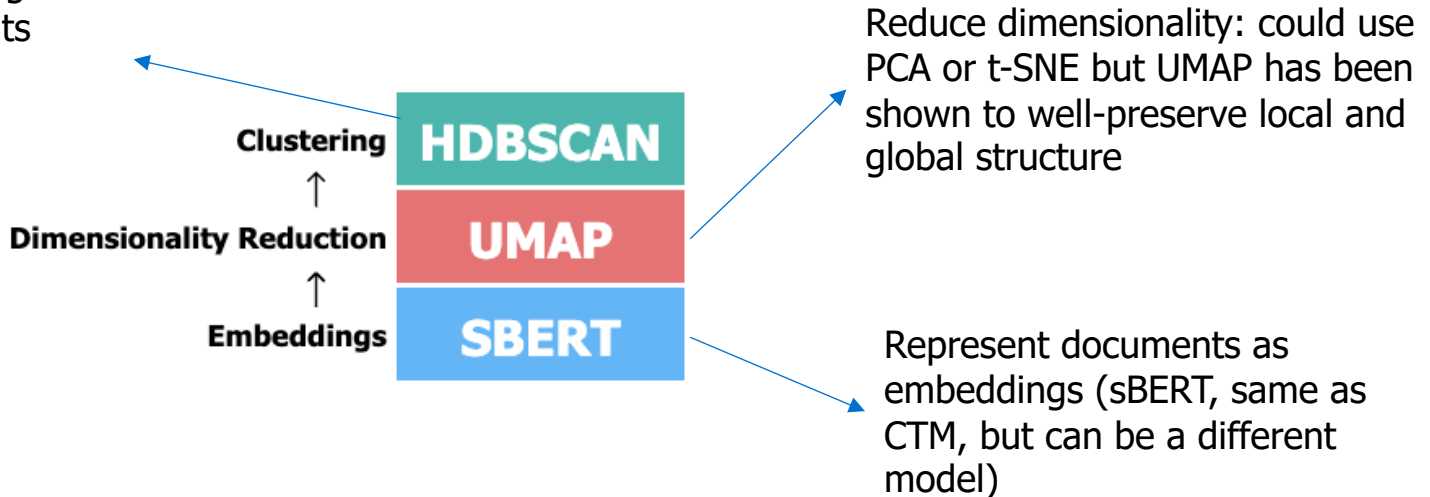 ts
Reduce dimensionality: could use
PCA or t-SNE but UMAP has been
shown to well-preserve local and
global structure
Clustering HDBSCAN
↑
Dimensionality Reduction UMAP
↑
Embeddings SBERT
Represent documents as
embeddings (sBERT, same as
CTM, but can be a different
model)